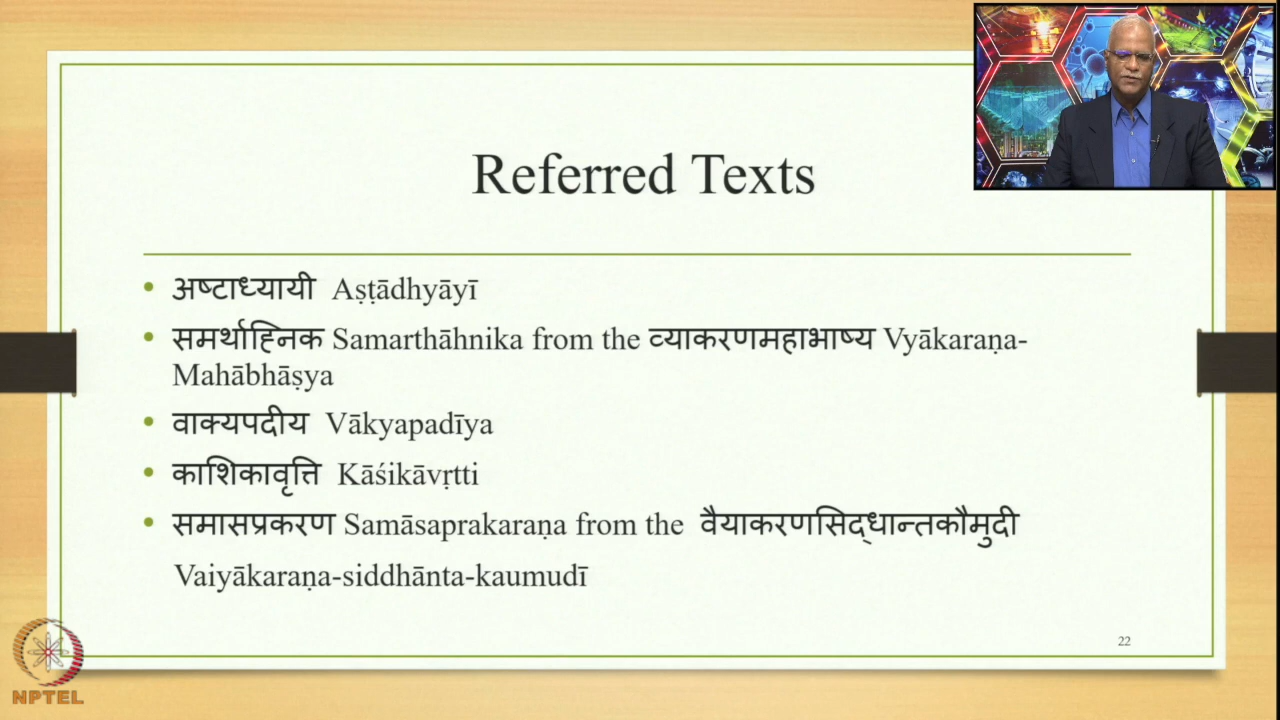 Referred Texts
• अष्टाध्यायी Aṣṭādhyāyī
• समर्थाह्निक Samarthāhnika from the व्याकरणमहाभाष्य Vyākaraṇa-
Mahābhāṣya
• वाक्यपदीय Vākyapadīya
• काशिकावृत्ति Kāśikāvṛtti
• समासप्रकरण Samāsaprakaraṇa from the वैयाकरणसिद्धान्तकौमुदी
Vaiyākaraṇa-siddhānta-kaumudī
22
NPTEL